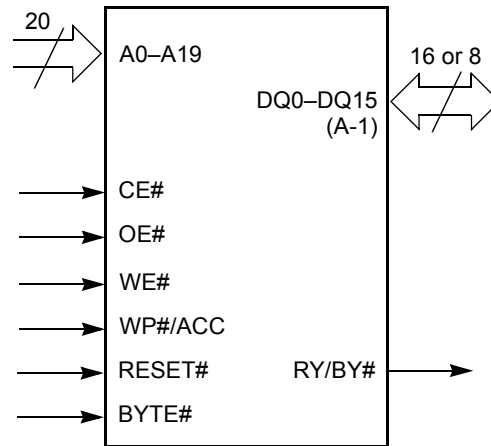 20
A0–A19
16 or 8
DQ0–DQ15
(A-1)
CE#
OE#
WE#
WP#/ACC
RESET#
RY/BY#
BYTE#